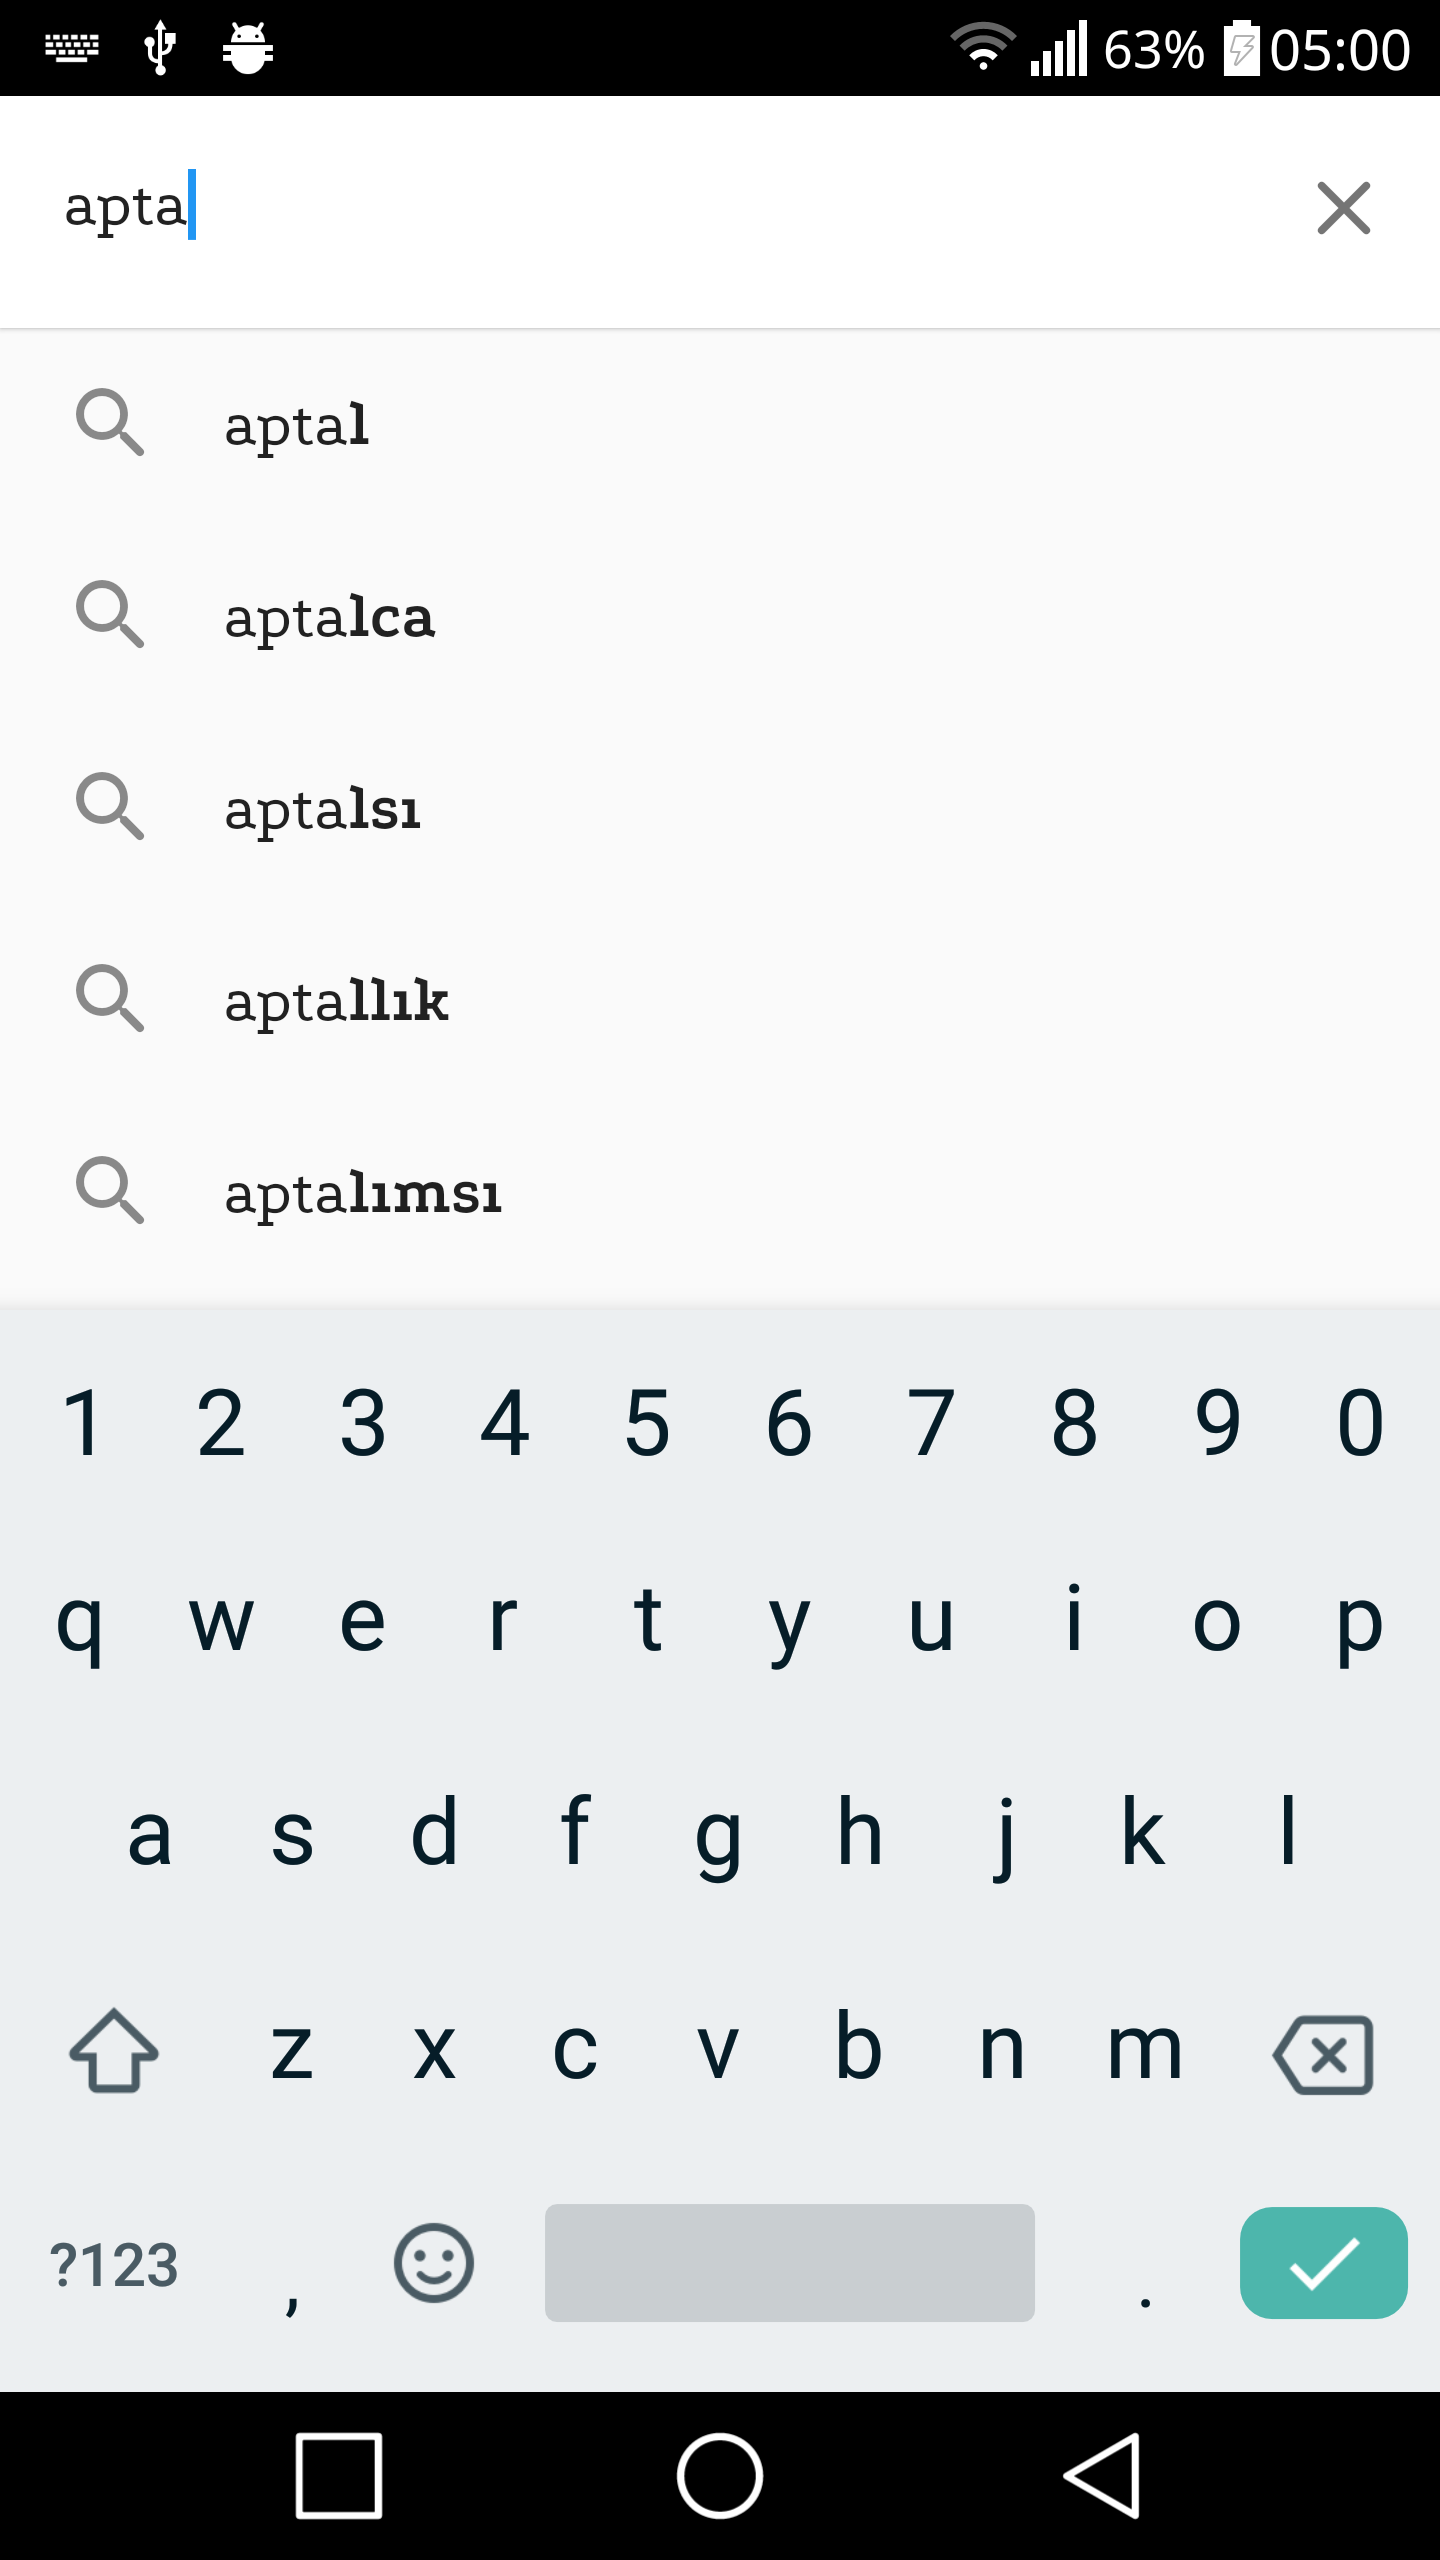 63% 05:00
apta
aptal
aptalca
aptalsı
aptallık
aptalımsı
1 2 3 4 5 6 7 8 9 0
q w e r t y u i o p
a s d f g h j k l
z x c v b n m
?123 , .